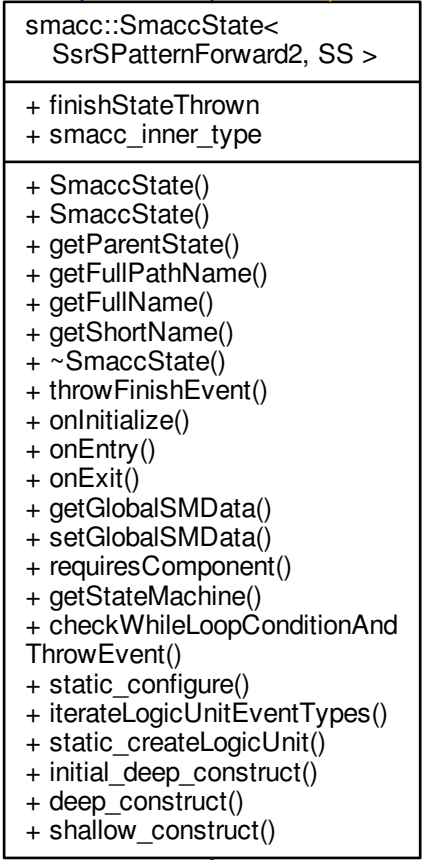 smacc::SmaccState<
SsrSPatternForward2, SS >
+ finishStateThrown
+ smacc_inner_type
+ SmaccState()
+ SmaccState()
+ getParentState()
+ getFullPathName()
+ getFullName()
+ getShortName()
+ ~SmaccState()
+ throwFinishEvent()
+ onInitialize()
+ onEntry()
+ onExit()
+ getGlobalSMData()
+ setGlobalSMData()
+ requiresComponent()
+ getStateMachine()
+ checkWhileLoopConditionAnd
ThrowEvent()
+ static_configure()
+ iterateLogicUnitEventTypes()
+ static_createLogicUnit()
+ initial_deep_construct()
+ deep_construct()
+ shallow_construct()